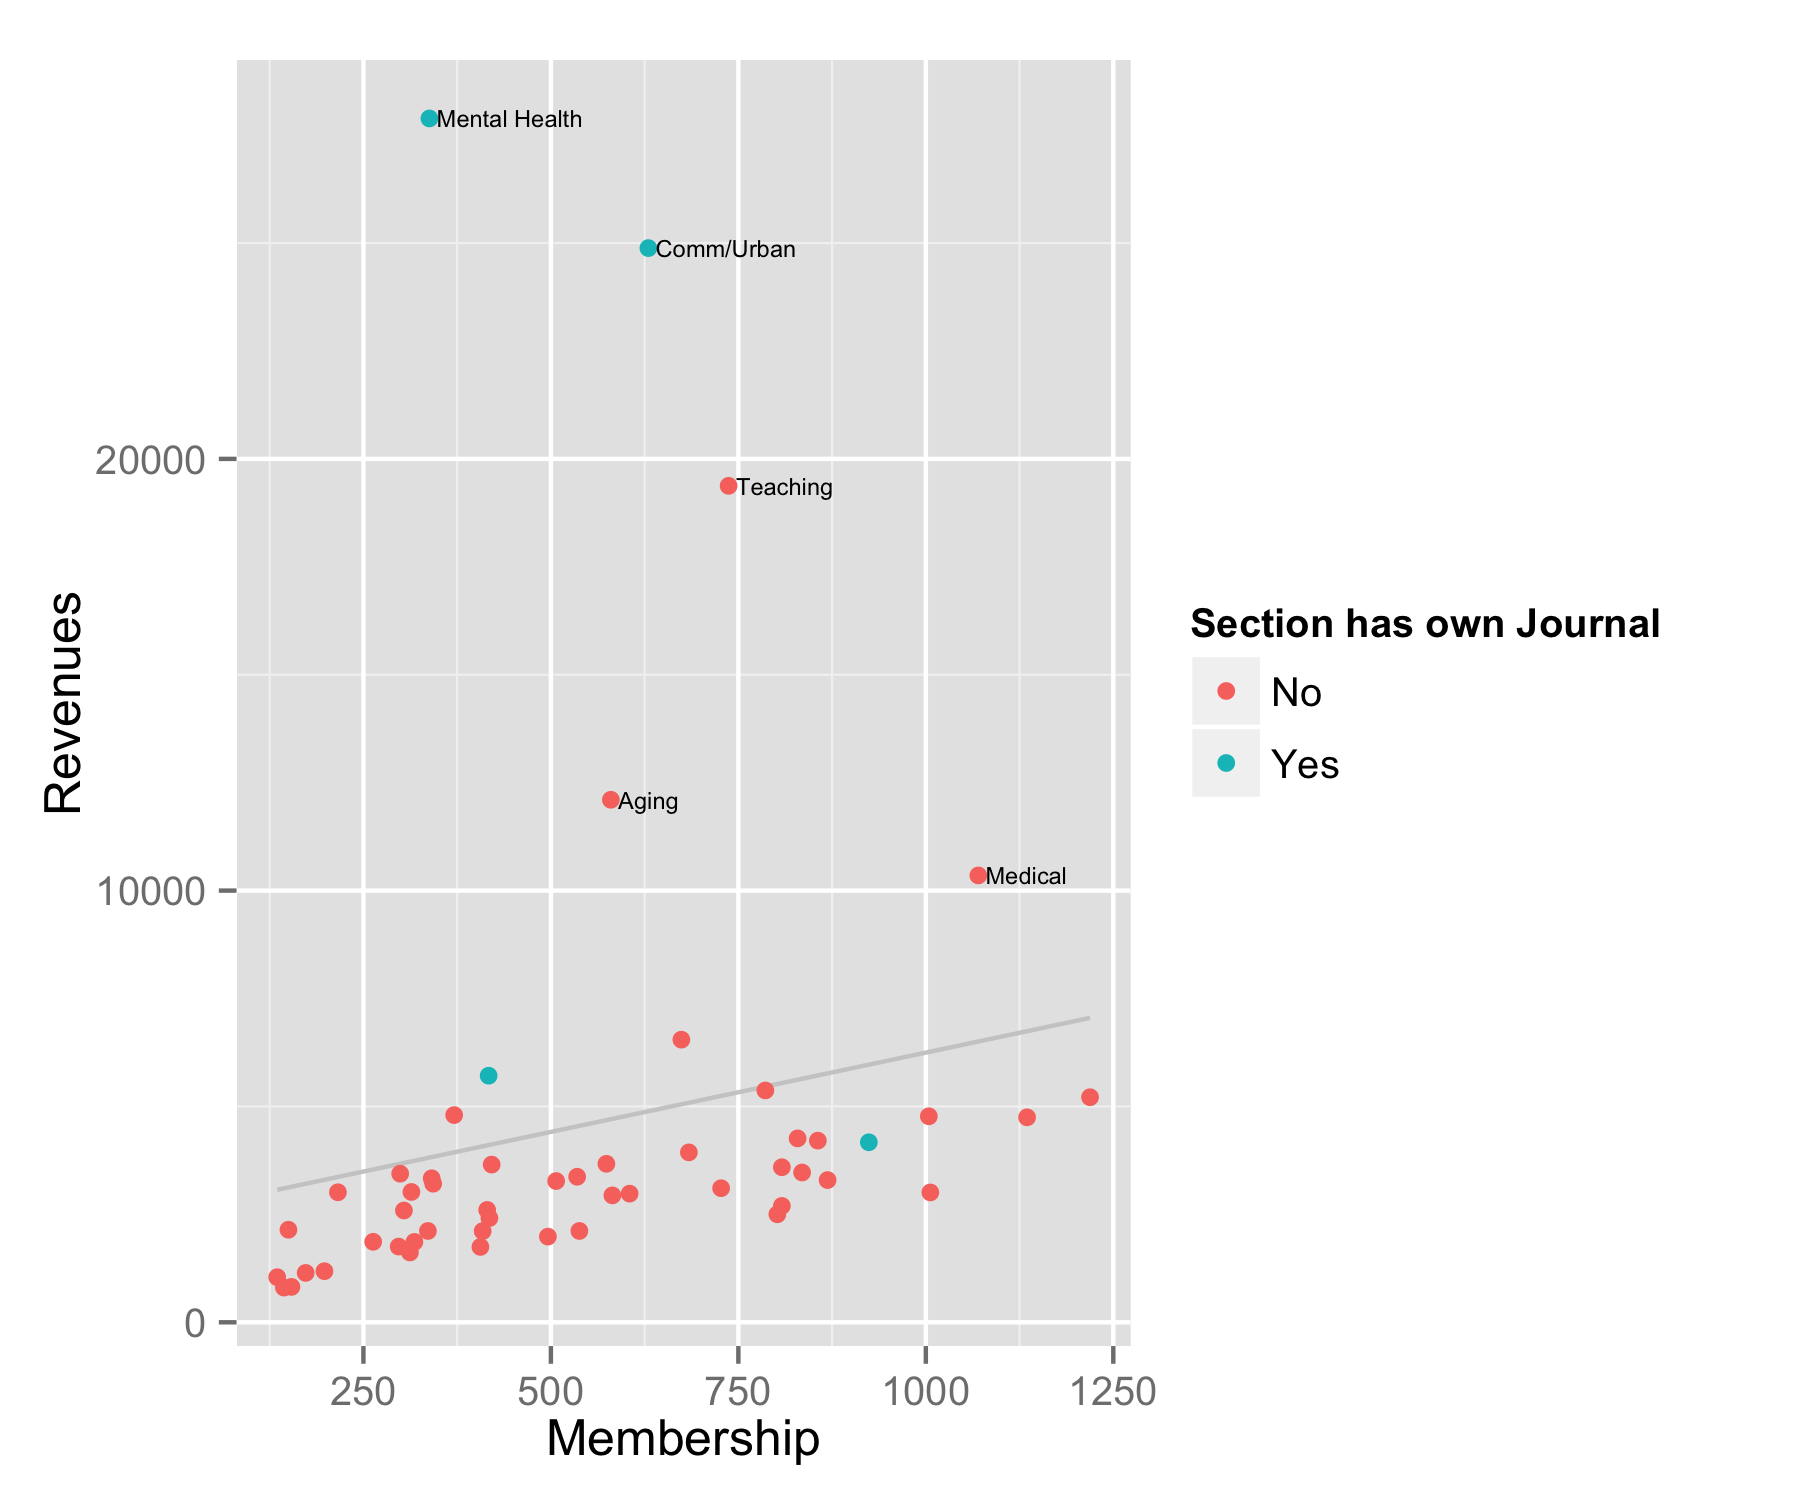 Mental Health
Comm/Urban
20000
Teaching
Revenues
Section has own Journal
No
Yes
Aging
10000
Medical
0
250 500 750 1000 1250
Membership